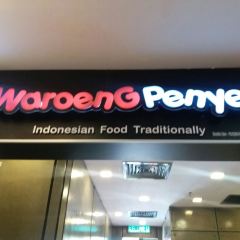 WaroenG Penye
Indonesian Food Traditionally